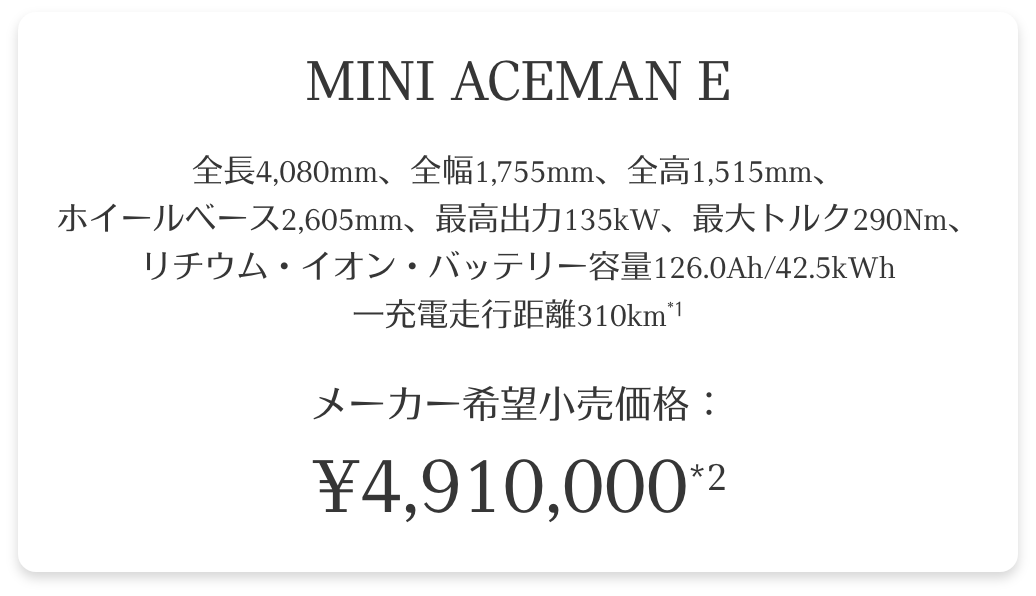 MINI ACEMAN E
全長4,080mm、全幅1,755mm、全高1,515mm、
ホイールベース2,605mm、最高出力135kW、最大トルク290Nm、
リチウム・イオン・バッテリー容量126.0Ah/42.5kWh
一充電走行距離310km*1
メーカー希望小売価格：
¥4,910,000*2